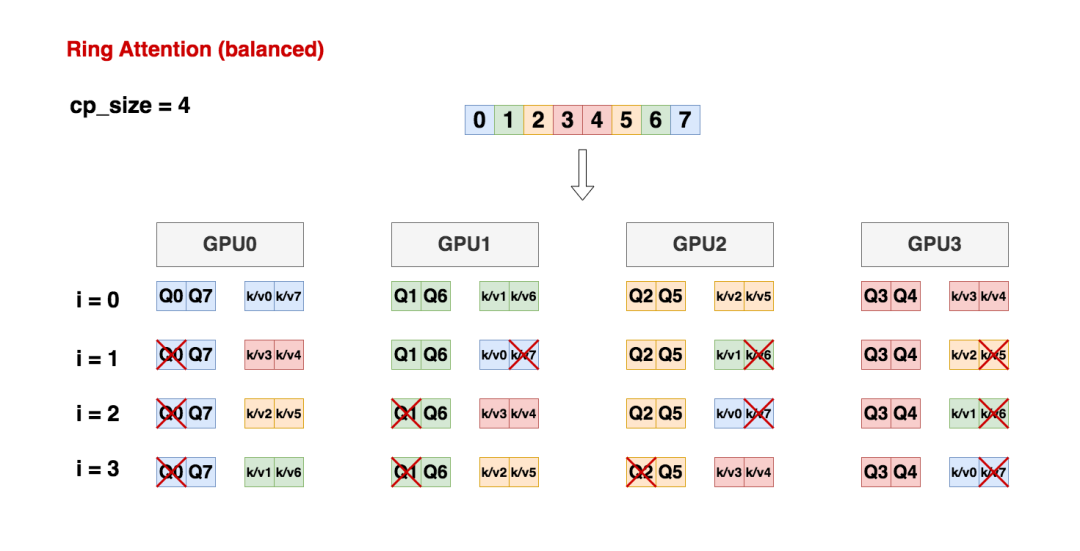 Ring Attention (balanced)
cp_size = 4
0 1 2 3 4 5 6 7
GPU0 GPU1 GPU2 GPU3
i = 0 Q0 Q7 k/v0 k/v7 Q1 Q6 k/v1 k/v6 Q2 Q5 k/v2 k/v5 Q3 Q4 k/v3 k/v4
i = 1 Q0 Q7 k/v3 k/v4 Q1 Q6 k/v0 k/v7 Q2 Q5 k/v1 k/v6 Q3 Q4 k/v2 k/v5
i = 2 Q0 Q7 k/v2 k/v5 Q1 Q6 k/v3 k/v4 Q2 Q5 k/v0 k/v7 Q3 Q4 k/v1 k/v6
i = 3 Q0 Q7 k/v1 k/v6 Q1 Q6 k/v2 k/v5 Q2 Q5 k/v3 k/v4 Q3 Q4 k/v0 k/v7